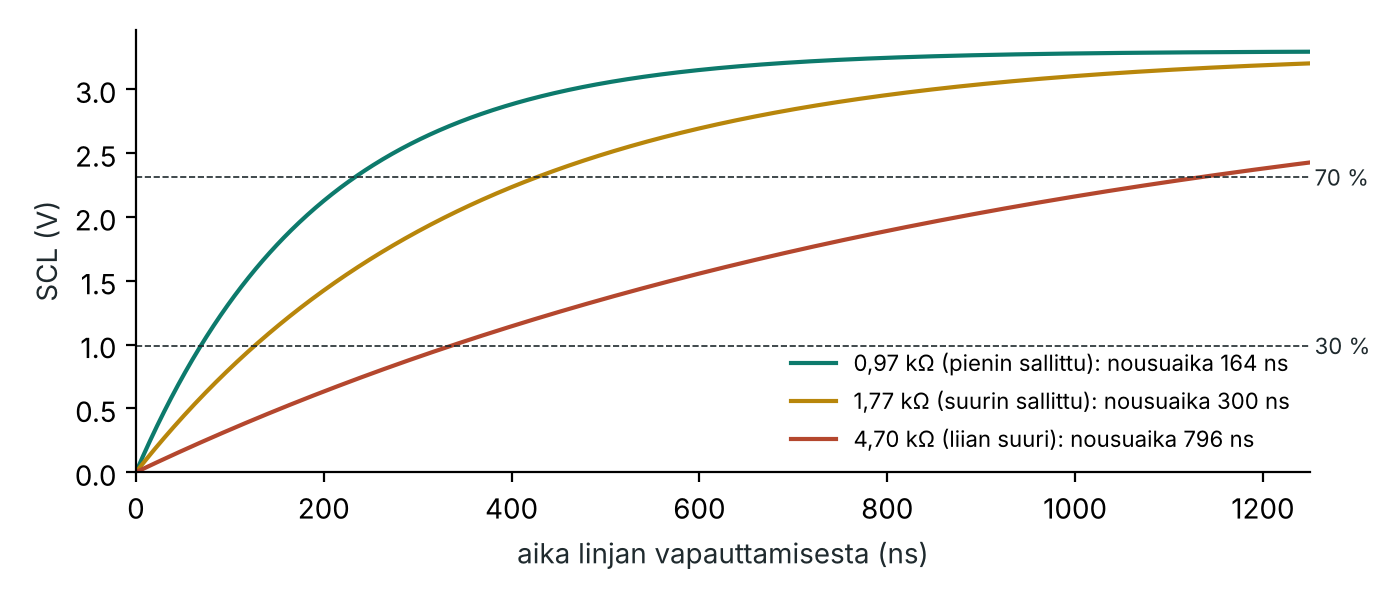 3.0
2.5
70 %
2.0
SCL (V)
1.5
1.0
30 %
0,97 kΩ (pienin sallittu): nousuaika 164 ns
1,77 kΩ (suurin sallittu): nousuaika 300 ns
4,70 kΩ (liian suuri): nousuaika 796 ns
0.5
0.0
0 200 400 600 800 1000 1200
aika linjan vapauttamisesta (ns)